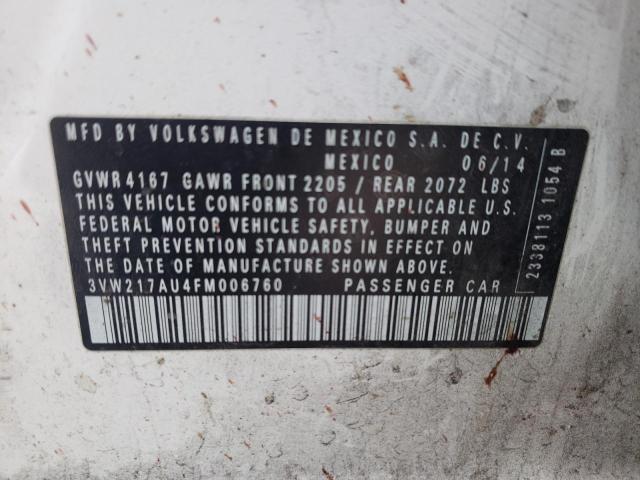 MFD BY VOLKSWAGEN DE MEXICO S.A. DE C.V.
MEXICO 06/14
GVWR 4167 GAWR FRONT 2205 / REAR 2072 LBS
THIS VEHICLE CONFORMS TO ALL APPLICABLE U.S.
FEDERAL MOTOR VEHICLE SAFETY, BUMPER AND
THEFT PREVENTION STANDARDS IN EFFECT ON
THE DATE OF MANUFACTURE SHOWN ABOVE.
3VW217AU4FM006760 PASSENGER CAR
2338113 1054 B